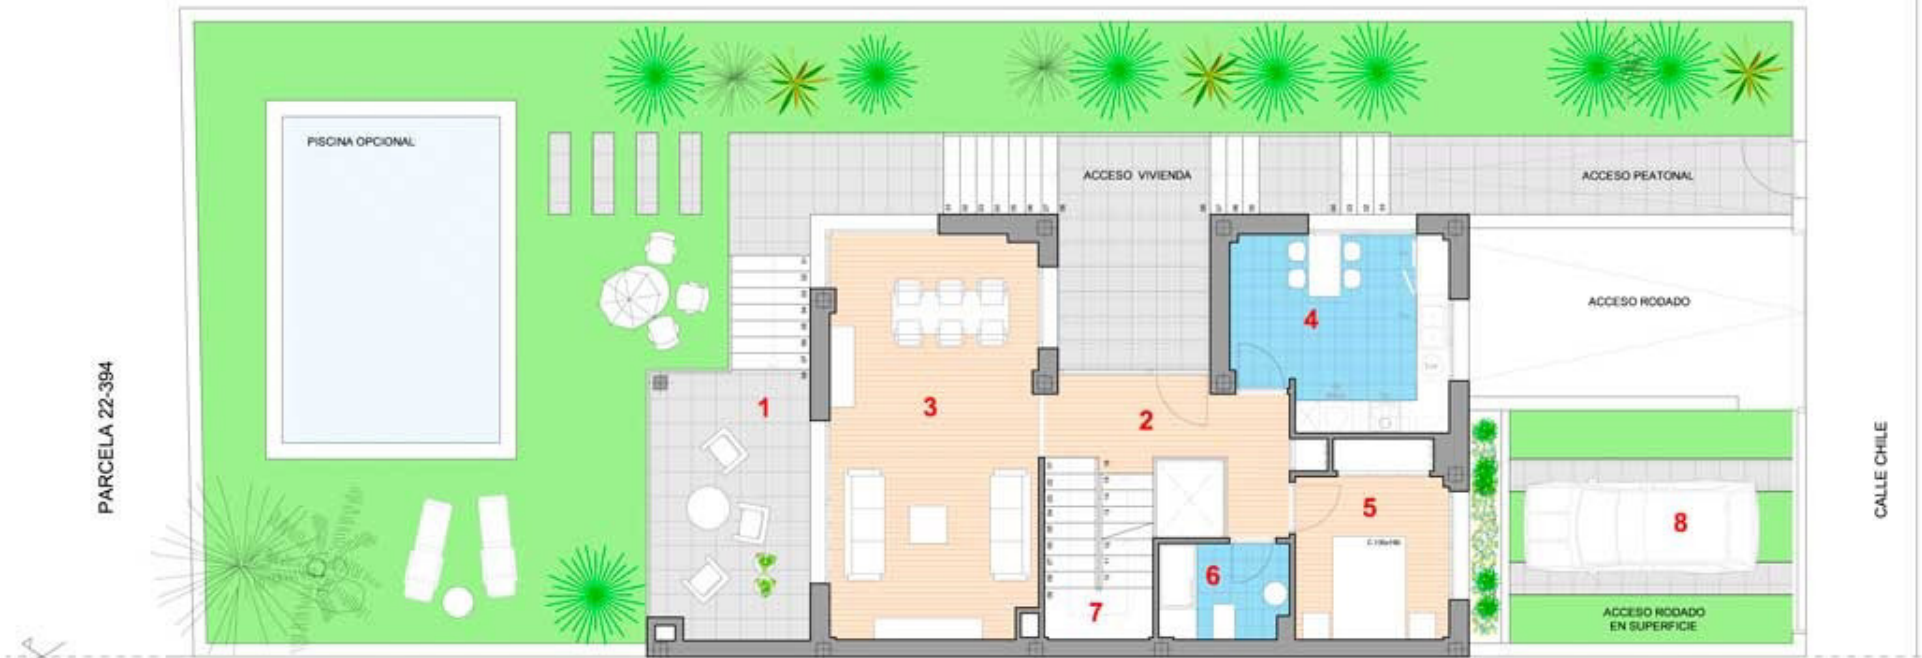 PISCINA OPCIONAL
ACCESO VIVIENDA
ACCESO PEATONAL
ACCESO RODADO
PARCELA 22-394
CALLE CHILE
1
2
3
4
5
6
7
8
ACCESO RODADO
EN SUPERFICIE